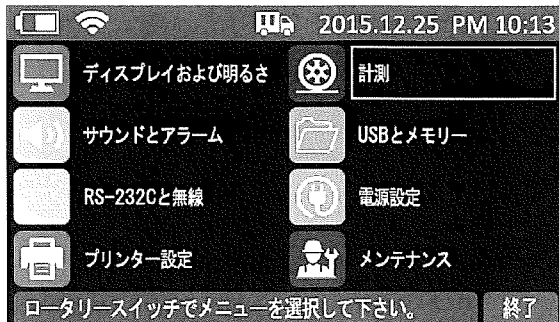 2015.12.25 PM 10:13
ディスプレイおよび明るさ
計測
サウンドとアラーム
USBとメモリー
RS-232Cと無線
電源設定
プリンター設定
メンテナンス
ロータリースイッチでメニューを選択して下さい。
終了